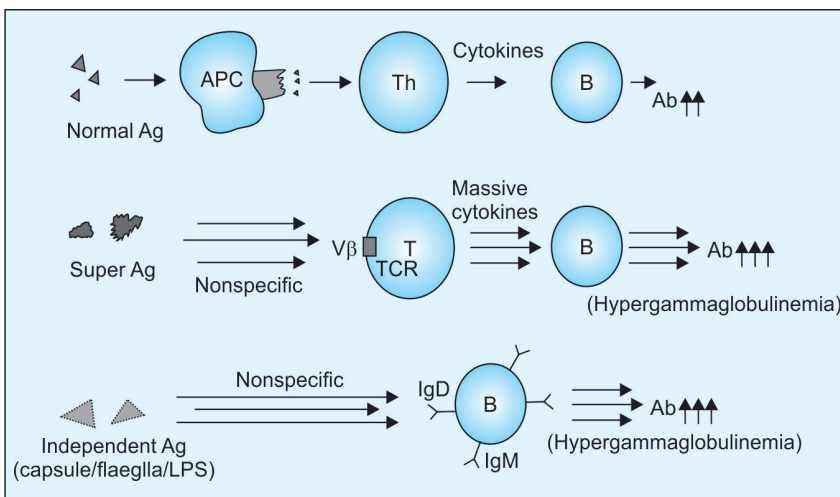 Normal Ag
APC
Th
Cytokines
B
Ab
Super Ag
Nonspecific
Vβ
T
TCR
Massive
cytokines
B
Ab
(Hypergammaglobulinemia)
Independent Ag
(capsule/flaeglla/LPS)
Nonspecific
IgD
B
IgM
Ab
(Hypergammaglobulinemia)